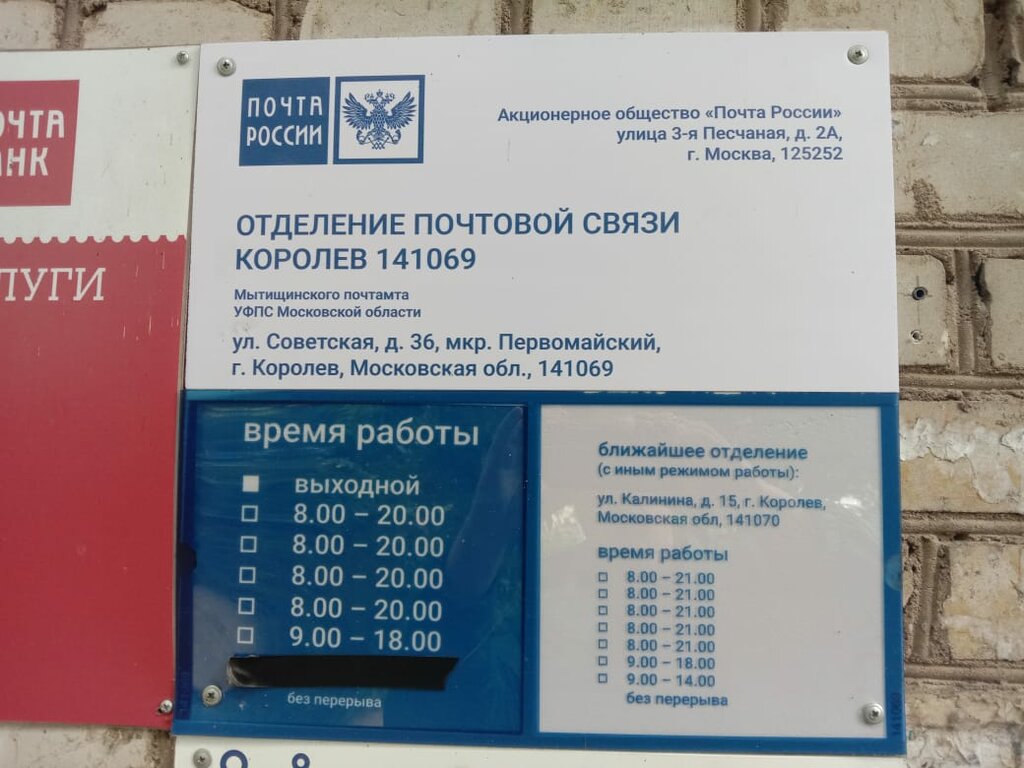 ПОЧТА
РОССИИ
Акционерное общество «Почта России»
улица 3-я Песчаная, д. 2А,
г. Москва, 125252
ОТДЕЛЕНИЕ ПОЧТОВОЙ СВЯЗИ
КОРОЛЕВ 141069
Мытищинского почтамта
УФПС Московской области
ул. Советская, д. 36, мкр. Первомайский,
г. Королев, Московская обл., 141069
время работы
выходной
8.00 – 20.00
8.00 – 20.00
8.00 – 20.00
8.00 – 20.00
9.00 – 18.00
без перерыва
ближайшее отделение
(с иным режимом работы):
ул. Калинина, д. 15, г. Королев,
Московская обл, 141070
время работы
8.00 – 21.00
8.00 – 21.00
8.00 – 21.00
8.00 – 21.00
8.00 – 21.00
9.00 – 18.00
9.00 – 14.00
без перерыва
ОЧТА
АНК
ЛУГИ